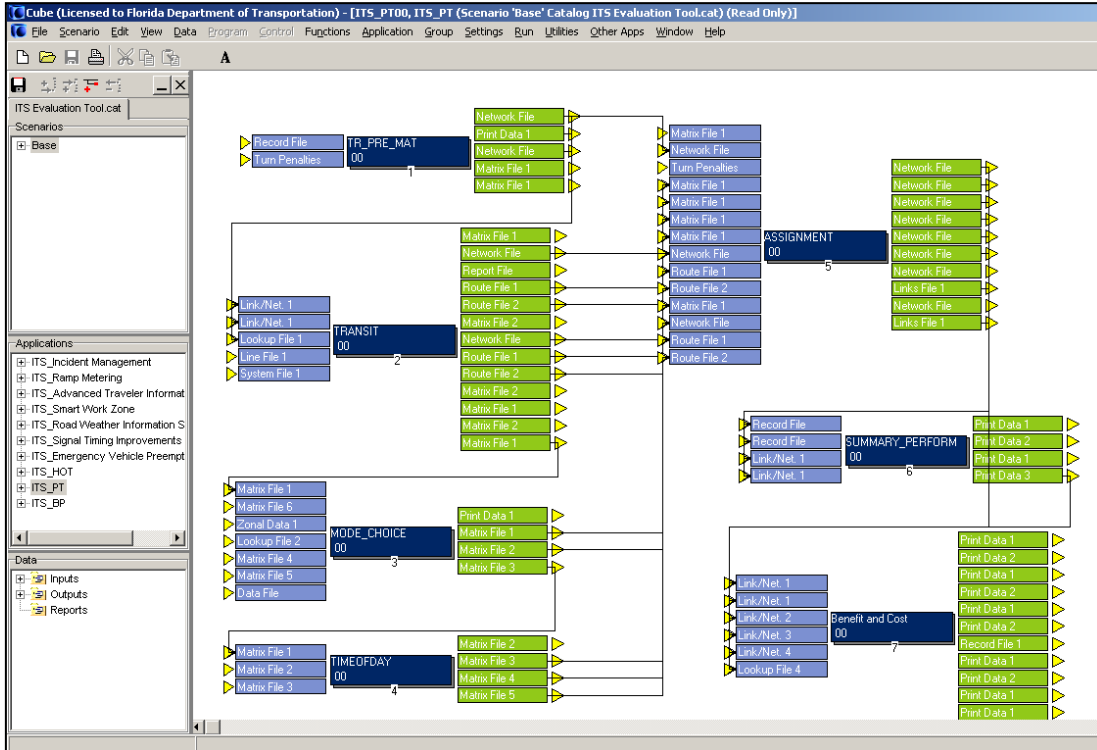 Cube (Licensed to Florida Department of Transportation) - [ITS_PT00, ITS_PT (Scenario 'Base' Catalog ITS Evaluation Tool.cat) (Read Only)]
File Scenario Edit View Data Program Control Functions Application Group Settings Run Utilities Other Apps Window Help
A
ITS Evaluation Tool.cat
Scenarios
Base
Applications
ITS_Incident Management
ITS_Ramp Metering
ITS_Advanced Traveler Informat
ITS_Smart Work Zone
ITS_Road Weather Information S
ITS_Signal Timing Improvements
ITS_Emergency Vehicle Preempt
ITS_HOT
ITS_PT
ITS_BP
Data
Inputs
Outputs
Reports
Record File
Turn Penalties
TR_PRE_MAT
00
1
Network File
Print Data 1
Network File
Matrix File 1
Matrix File 1
Link/Net. 1
Link/Net. 1
Lookup File 1
Line File 1
System File 1
TRANSIT
00
2
Matrix File 1
Network File
Report File
Route File 1
Route File 2
Matrix File 2
Network File
Route File 1
Route File 2
Matrix File 2
Matrix File 1
Matrix File 2
Matrix File 1
Matrix File 1
Matrix File 6
Zonal Data 1
Lookup File 2
Matrix File 4
Matrix File 5
Data File
MODE_CHOICE
00
3
Print Data 1
Matrix File 1
Matrix File 2
Matrix File 3
Matrix File 1
Matrix File 2
Matrix File 3
TIMEOFDAY
00
4
Matrix File 2
Matrix File 3
Matrix File 4
Matrix File 5
Matrix File 1
Network File
Turn Penalties
Matrix File 1
Matrix File 1
Matrix File 1
Matrix File 1
Network File
Route File 1
Route File 2
Matrix File 1
Network File
Route File 1
Route File 2
ASSIGNMENT
00
5
Network File
Network File
Network File
Network File
Network File
Network File
Network File
Links File 1
Network File
Links File 1
Record File
Record File
Link/Net. 1
Link/Net. 1
SUMMARY_PERFORM
00
6
Print Data 1
Print Data 2
Print Data 1
Print Data 3
Link/Net. 1
Link/Net. 1
Link/Net. 2
Link/Net. 3
Link/Net. 4
Lookup File 4
Benefit and Cost
00
7
Print Data 1
Print Data 2
Print Data 1
Print Data 2
Print Data 1
Print Data 2
Record File 1
Print Data 1
Print Data 2
Print Data 1
Print Data 1